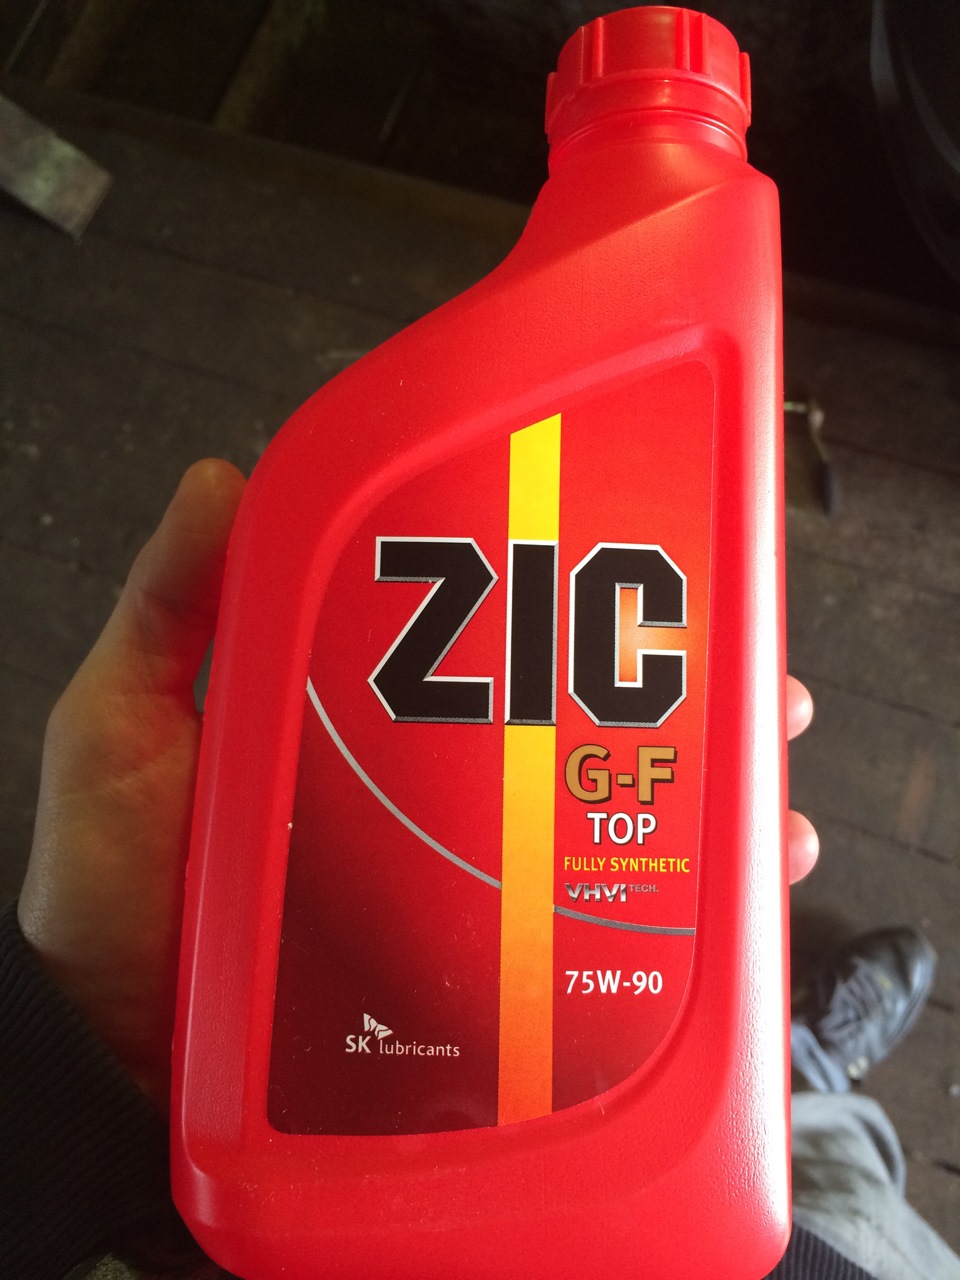 ZIC
G-F
TOP
FULLY SYNTHETIC
VHVI TECH.
75W-90
SK lubricants